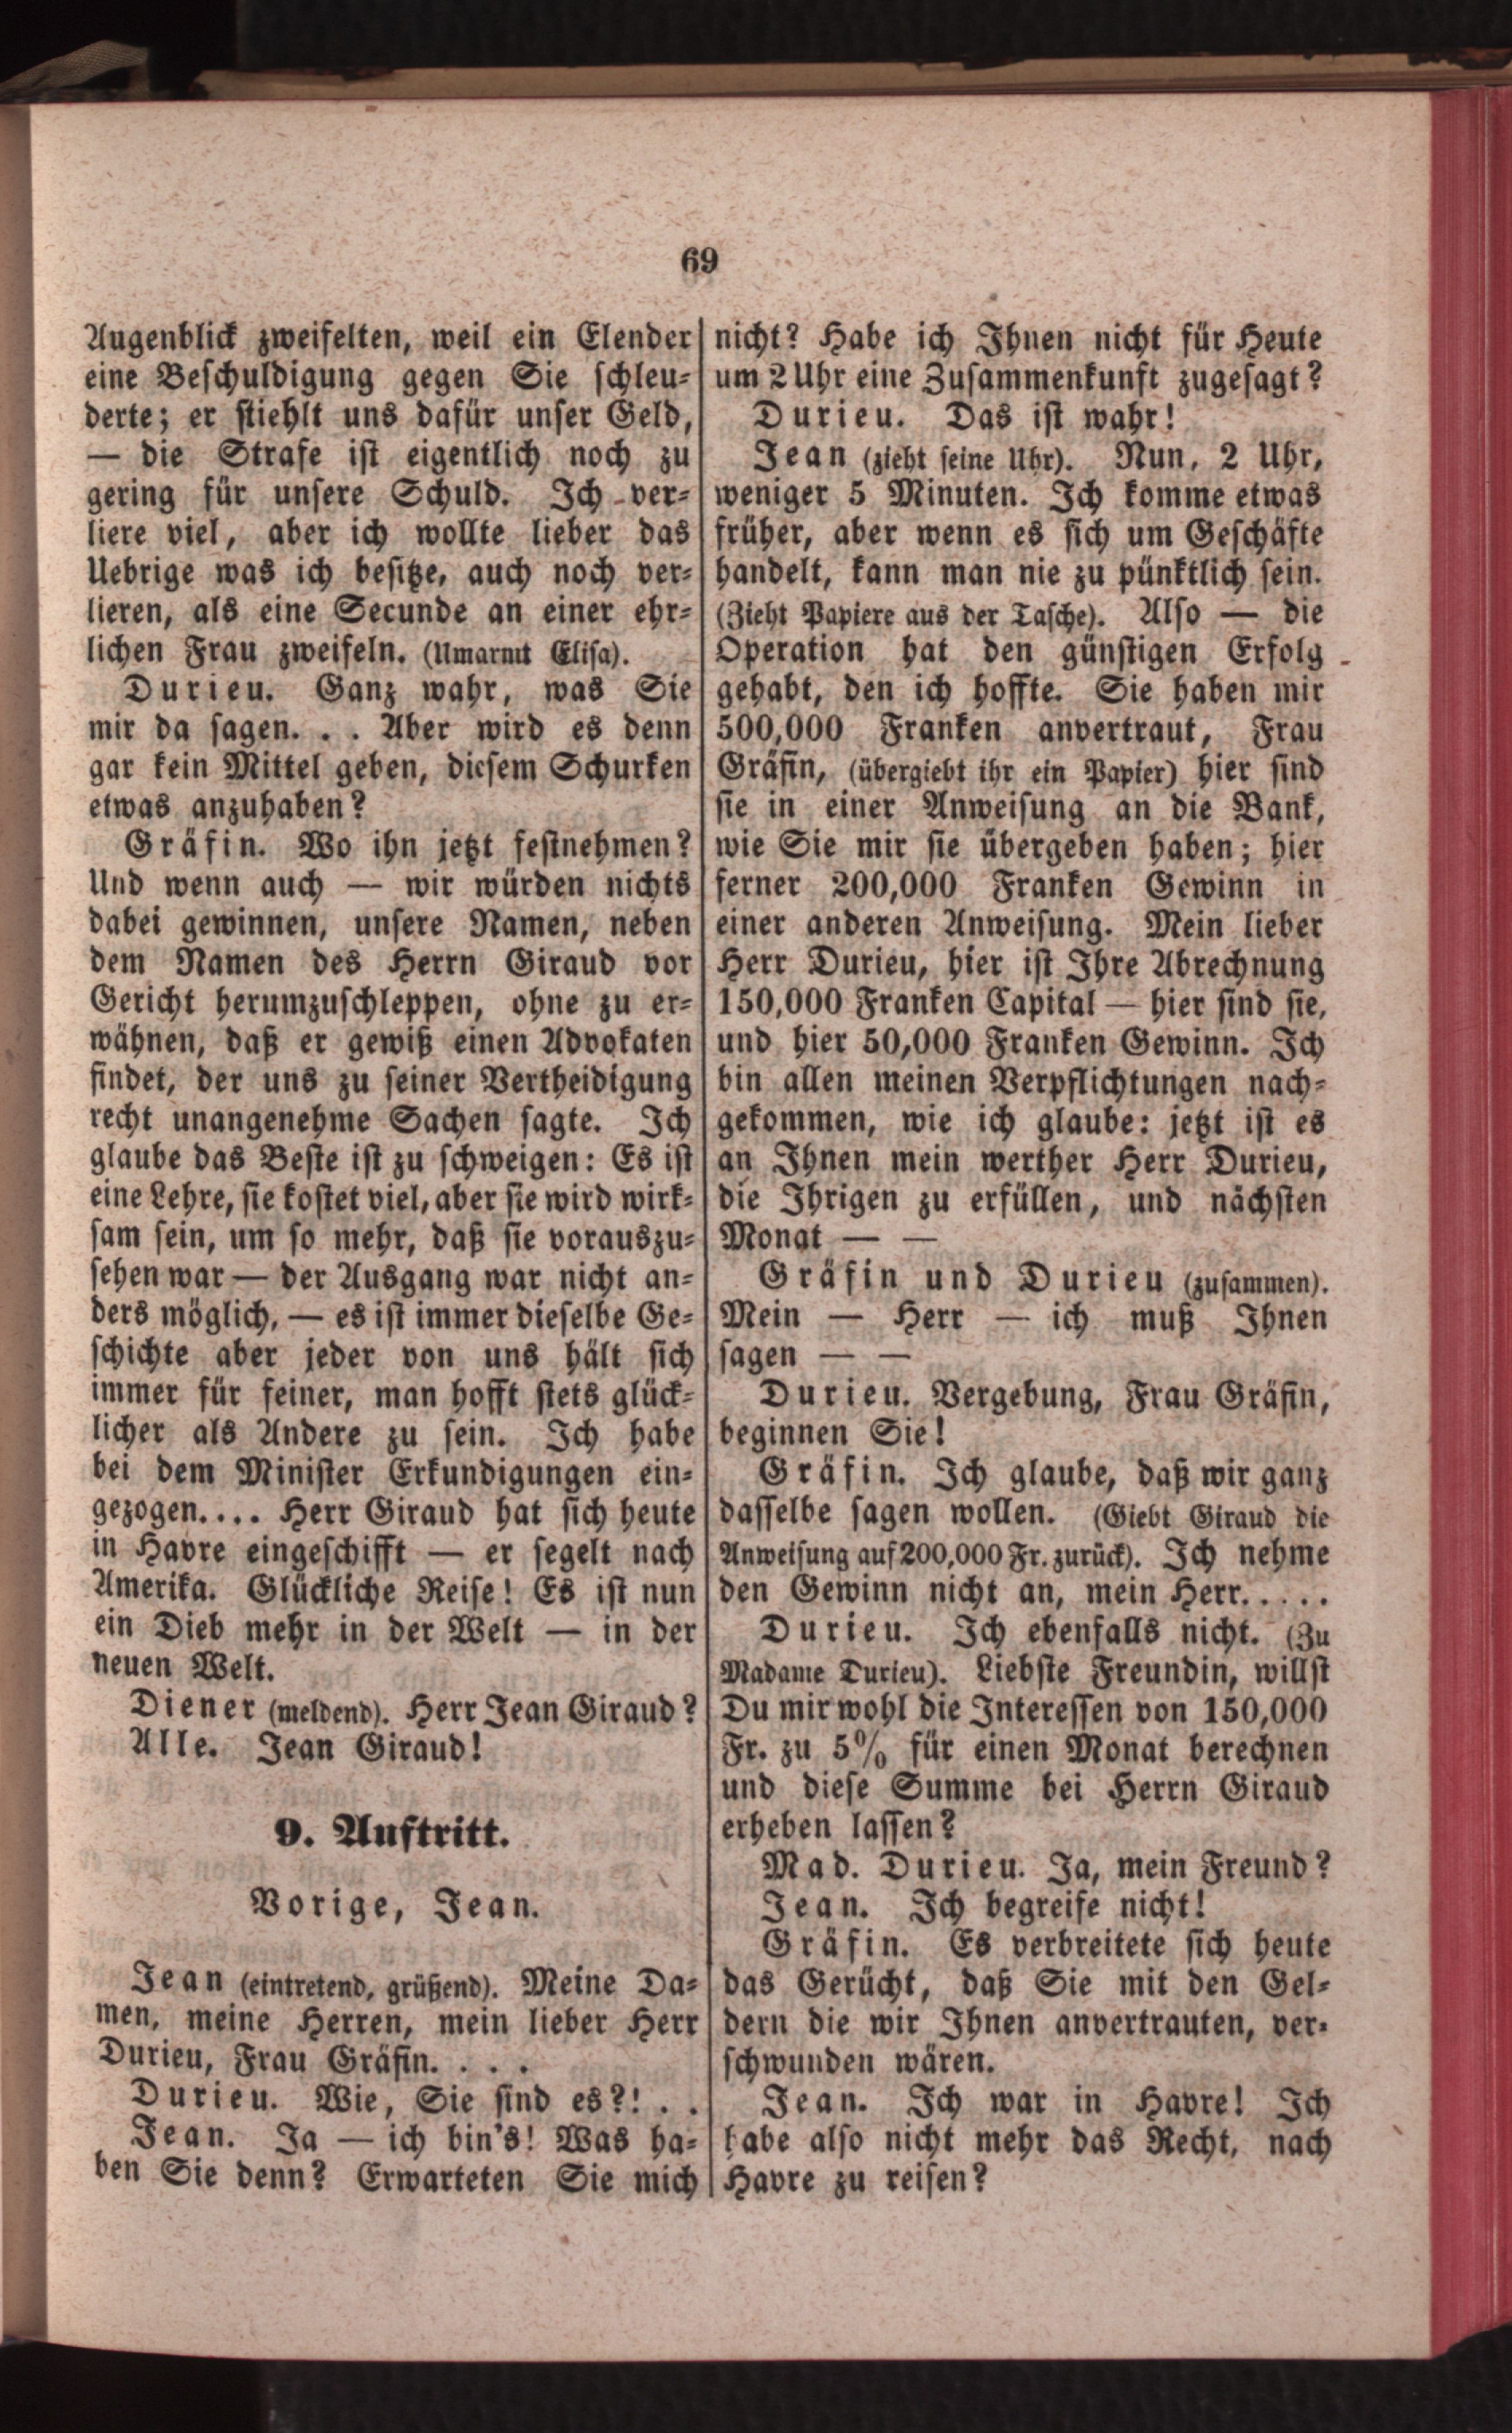 69
Augenblick zweifelten, weil ein Elender
eine Beschuldigung gegen Sie schleu-
derte; er stiehlt uns dafür unser Geld,
— die Strafe ist eigentlich noch zu
gering für unsere Schuld. Ich ver-
liere viel, aber ich wollte lieber das
Uebrige was ich besitze, auch noch ver-
lieren, als eine Secunde an einer ehr-
lichen Frau zweifeln. (Umarmt Elisa).
Durieu. Ganz wahr, was Sie
mir da sagen. . . Aber wird es denn
gar kein Mittel geben, diesem Schurken
etwas anzuhaben?
Gräfin. Wo ihn jetzt festnehmen?
Und wenn auch — wir würden nichts
dabei gewinnen, unsere Namen, neben
dem Namen des Herrn Giraud vor
Gericht herumzuschleppen, ohne zu er-
wähnen, daß er gewiß einen Advokaten
findet, der uns zu seiner Vertheidigung
recht unangenehme Sachen sagte. Ich
glaube das Beste ist zu schweigen: Es ist
eine Lehre, sie kostet viel, aber sie wird wirk-
sam sein, um so mehr, daß sie vorauszu-
sehen war — der Ausgang war nicht an-
ders möglich, — es ist immer dieselbe Ge-
schichte aber jeder von uns hält sich
immer für feiner, man hofft stets glück-
licher als Andere zu sein. Ich habe
bei dem Minister Erkundigungen ein-
gezogen.... Herr Giraud hat sich heute
in Havre eingeschifft — er segelt nach
Amerika. Glückliche Reise! Es ist nun
ein Dieb mehr in der Welt — in der
neuen Welt.
Diener (meldend). Herr Jean Giraud?
Alle. Jean Giraud!
9. Auftritt.
Vorige, Jean.
Jean (eintretend, grüßend). Meine Da-
men, meine Herren, mein lieber Herr
Durieu, Frau Gräfin. . . .
Durieu. Wie, Sie sind es?! . .
Jean. Ja — ich bin's! Was ha-
ben Sie denn? Erwarteten Sie mich
nicht? Habe ich Ihnen nicht für Heute
um 2 Uhr eine Zusammenkunft zugesagt?
Durieu. Das ist wahr!
Jean (zieht seine Uhr). Nun, 2 Uhr,
weniger 5 Minuten. Ich komme etwas
früher, aber wenn es sich um Geschäfte
handelt, kann man nie zu pünktlich sein.
(Zieht Papiere aus der Tasche). Also — die
Operation hat den günstigen Erfolg
gehabt, den ich hoffte. Sie haben mir
500,000 Franken anvertraut, Frau
Gräfin, (übergiebt ihr ein Papier) hier sind
sie in einer Anweisung an die Bank,
wie Sie mir sie übergeben haben; hier
ferner 200,000 Franken Gewinn in
einer anderen Anweisung. Mein lieber
Herr Durieu, hier ist Ihre Abrechnung
150,000 Franken Capital — hier sind sie,
und hier 50,000 Franken Gewinn. Ich
bin allen meinen Verpflichtungen nach-
gekommen, wie ich glaube: jetzt ist es
an Ihnen mein werther Herr Durieu,
die Ihrigen zu erfüllen, und nächsten
Monat — —
Gräfin und Durieu (zusammen).
Mein — Herr — ich muß Ihnen
sagen — —
Durieu. Vergebung, Frau Gräfin,
beginnen Sie!
Gräfin. Ich glaube, daß wir ganz
dasselbe sagen wollen. (Giebt Giraud die
Anweisung auf 200,000 Fr. zurück). Ich nehme
den Gewinn nicht an, mein Herr.....
Durieu. Ich ebenfalls nicht. (Zu
Madame Durieu). Liebste Freundin, willst
Du mir wohl die Interessen von 150,000
Fr. zu 5% für einen Monat berechnen
und diese Summe bei Herrn Giraud
erheben lassen?
Mad. Durieu. Ja, mein Freund?
Jean. Ich begreife nicht!
Gräfin. Es verbreitete sich heute
das Gerücht, daß Sie mit den Gel-
dern die wir Ihnen anvertrauten, ver-
schwunden wären.
Jean. Ich war in Havre! Ich
habe also nicht mehr das Recht, nach
Havre zu reisen?